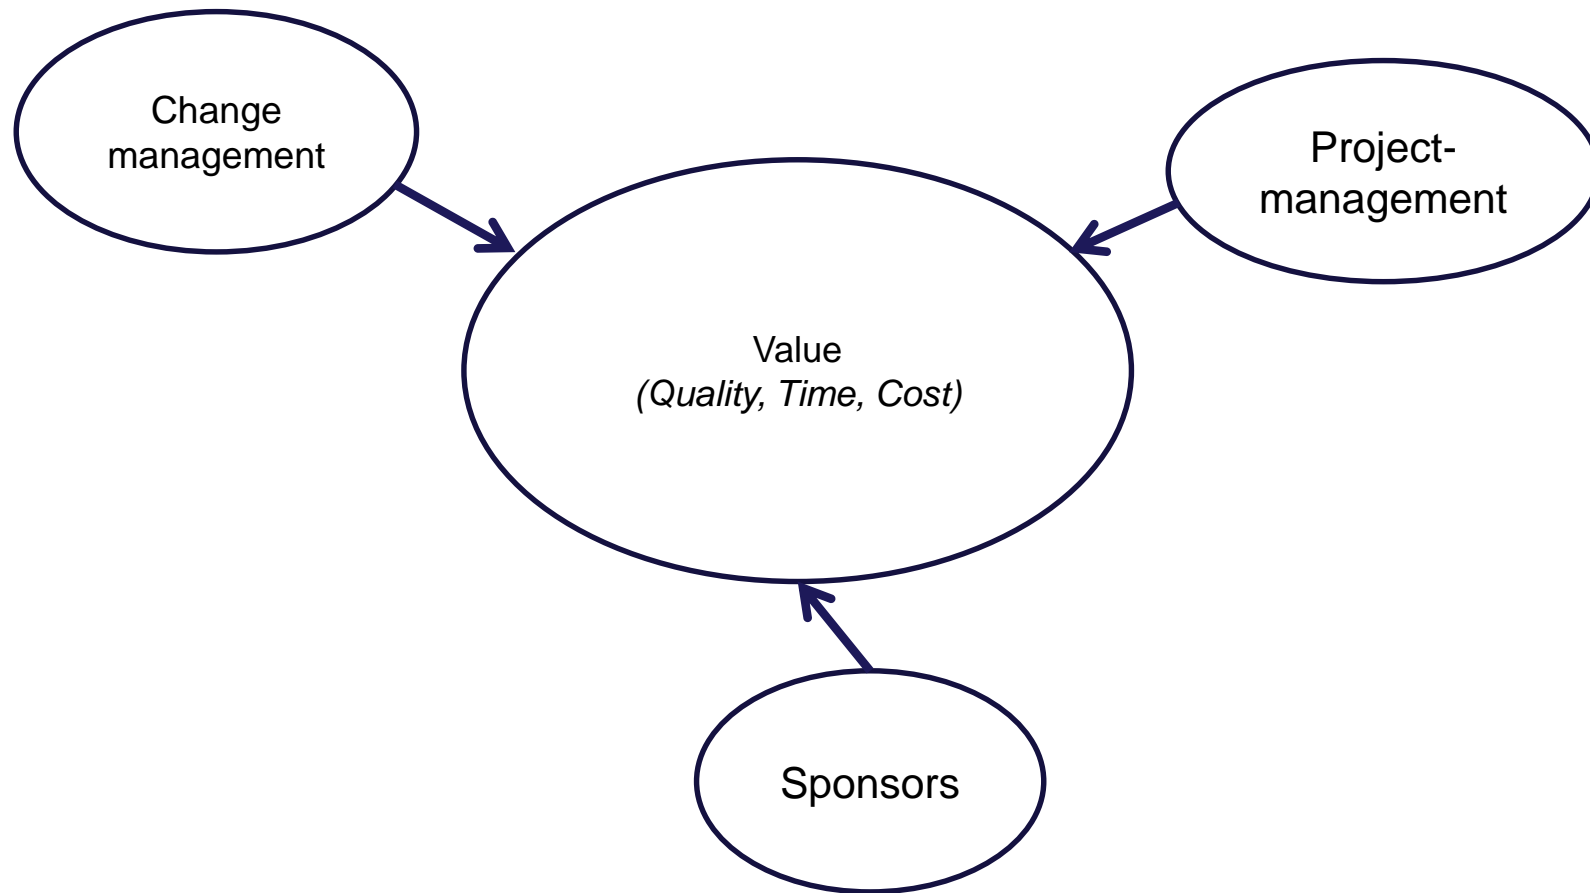 Change
management
Project-
management
Value
(Quality, Time, Cost)
Sponsors